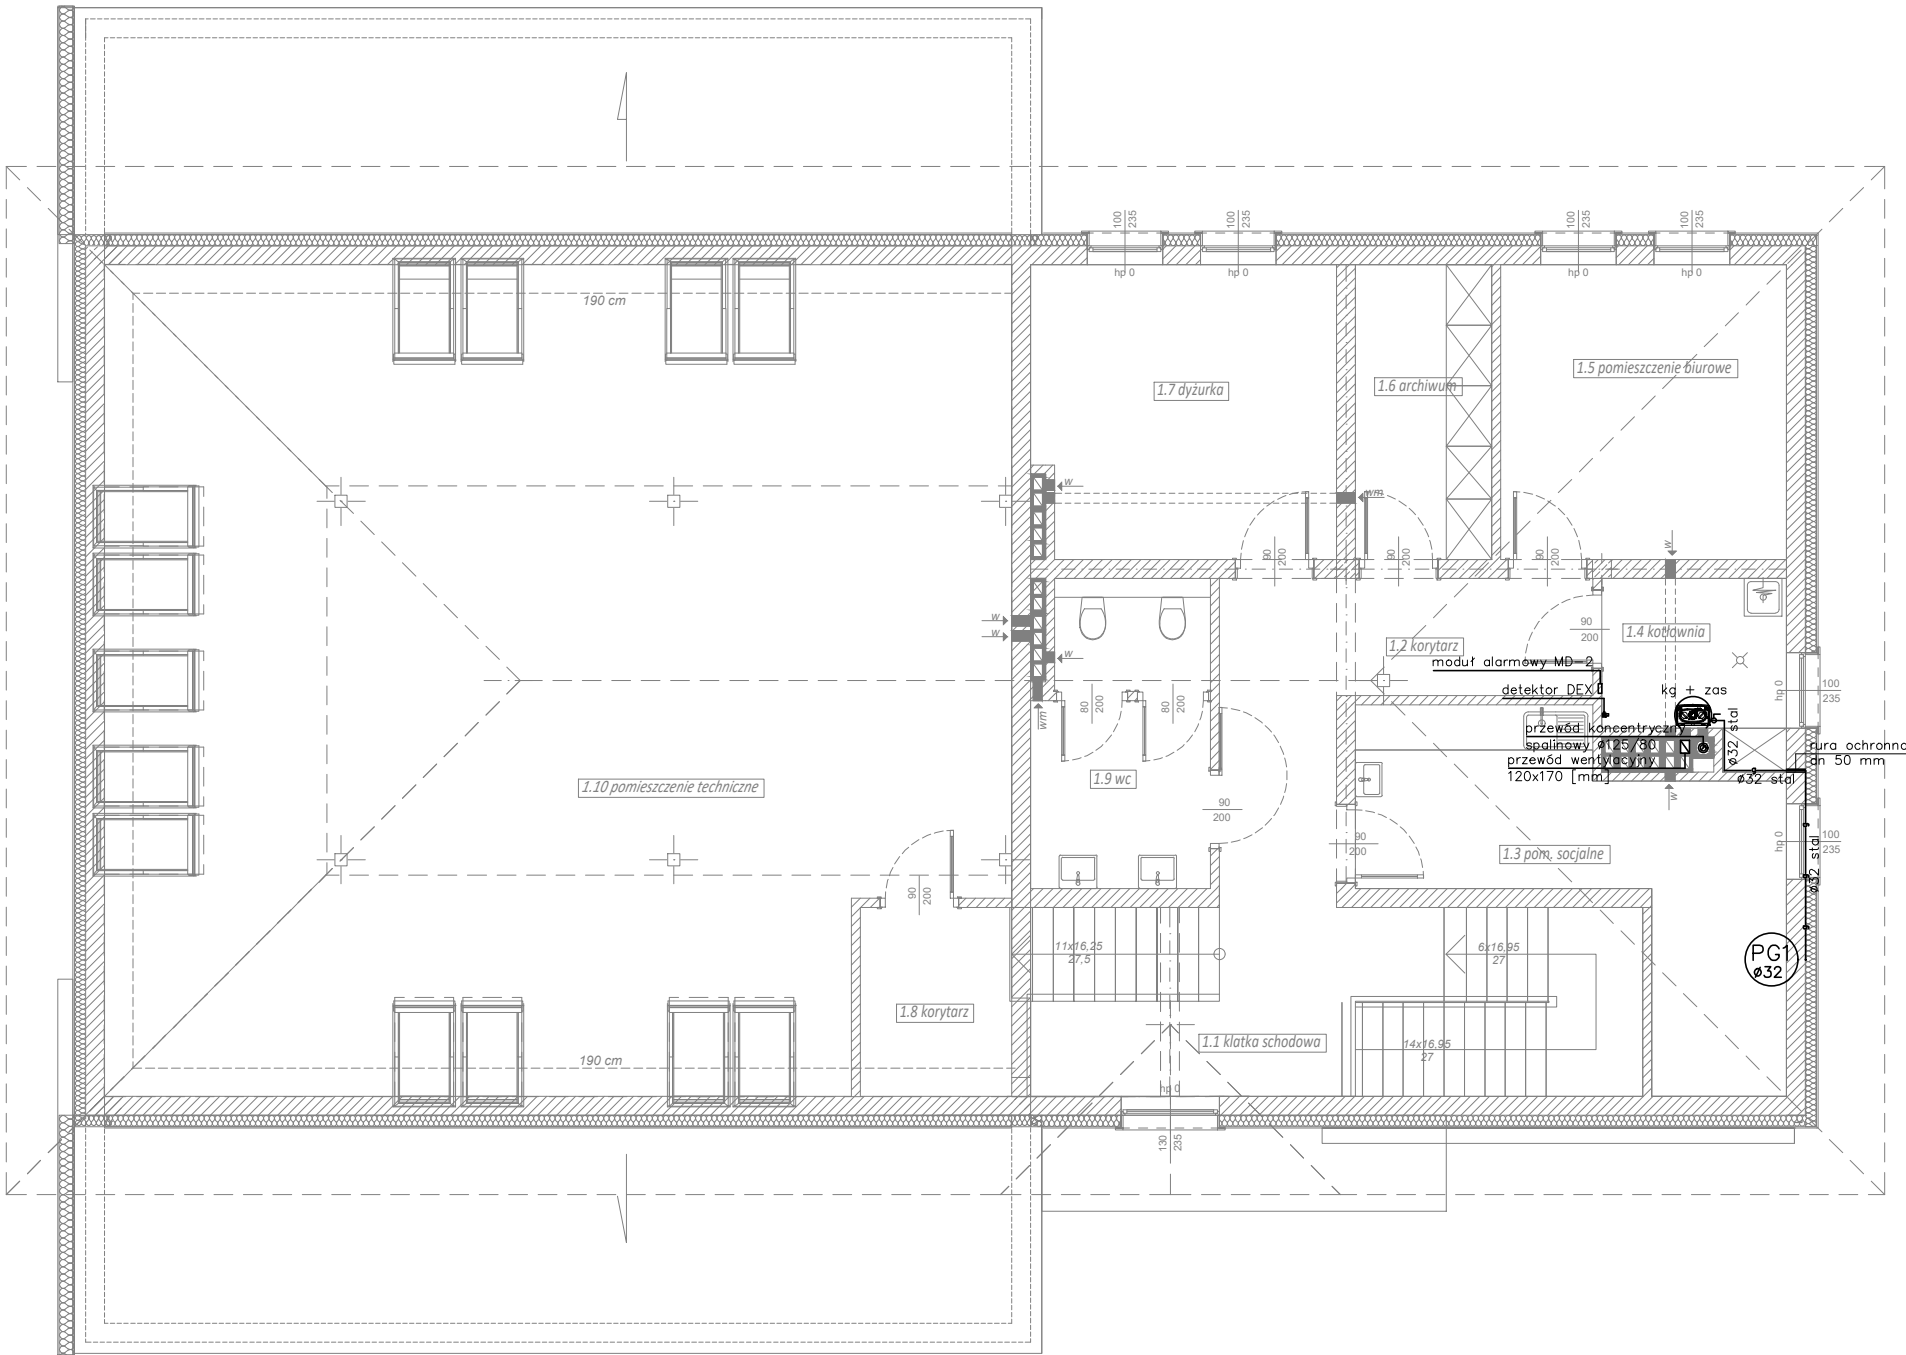 100
235
100
235
100
235
100
235
hp 0
hp 0
hp 0
hp 0
190 cm
1.7 dyżurka
1.6 archiwum
1.5 pomieszczenie biurowe
w
wm
90
200
90
200
90
200
w
w
w
w
wm
80
200
80
200
1.2 korytarz
90
200
1.4 kotłownia
moduł alarmowy MD-2
detektor DEX
kg + zas
hp 0
100
235
przewód koncentryczny
spalinowy ø125/80
przewód wentylacyjny
120x170 [mm]
w
ø32 stal
ø32 stal
rura ochronna
dn 50 mm
1.10 pomieszczenie techniczne
1.9 wc
90
200
90
200
1.3 pom. socjalne
hp 0
100
235
ø32 stal
90
200
11x16,25
27,5
6x16,95
27
PG1
ø32
1.8 korytarz
1.1 klatka schodowa
14x16,95
27
190 cm
hp 0
130
235